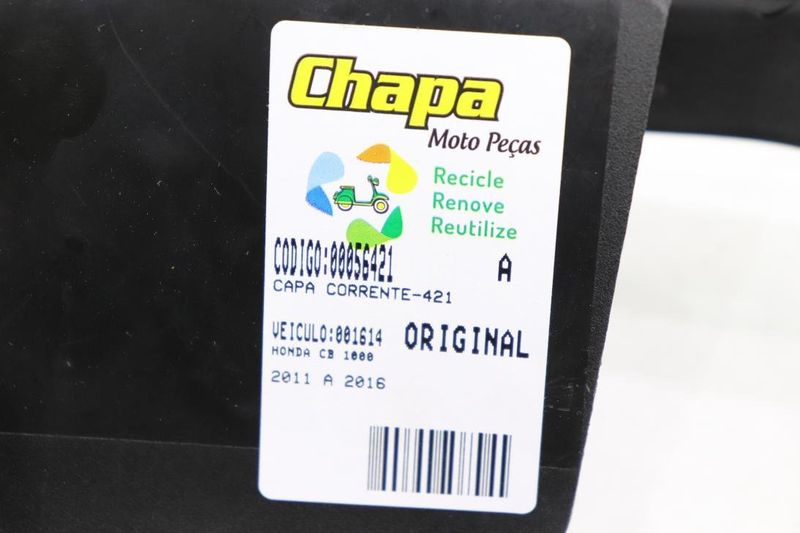 Chapa
Moto Peças
Recicle
Renove
Reutilize
CODIGO:00056421 A
CAPA CORRENTE-421
VEICULO:001614 ORIGINAL
HONDA CB 1000
2011 A 2016